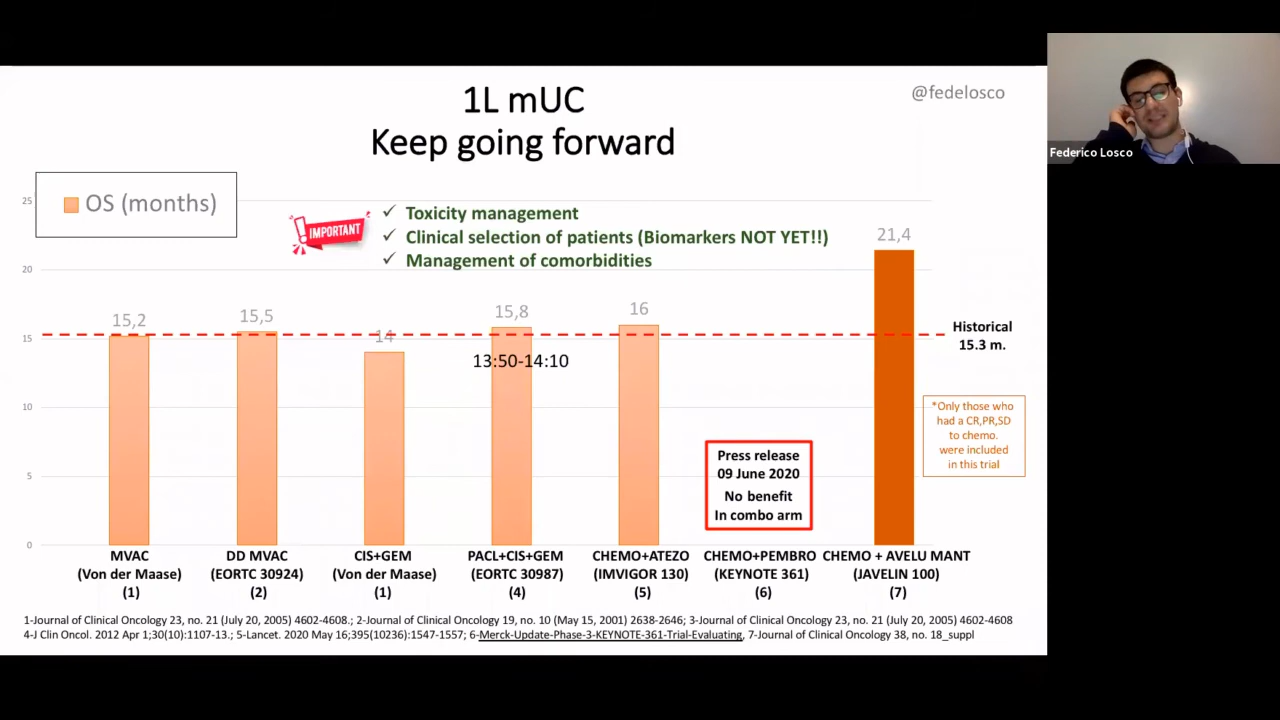 1L mUC
Keep going forward
@fedelosco
Federico Losco
OS (months)
IMPORTANT
✓ Toxicity management
✓ Clinical selection of patients (Biomarkers NOT YET!!)
✓ Management of comorbidities
25
20
15
10
5
0
15,2
15,5
14
15,8
16
21,4
13:50-14:10
Historical
15.3 m.
*Only those who
had a CR,PR,SD
to chemo.
were included
in this trial
Press release
09 June 2020
No benefit
In combo arm
MVAC
(Von der Maase)
(1)
DD MVAC
(EORTC 30924)
(2)
CIS+GEM
(Von der Maase)
(1)
PACL+CIS+GEM
(EORTC 30987)
(4)
CHEMO+ATEZO
(IMVIGOR 130)
(5)
CHEMO+PEMBRO
(KEYNOTE 361)
(6)
CHEMO + AVELU MANT
(JAVELIN 100)
(7)
1-Journal of Clinical Oncology 23, no. 21 (July 20, 2005) 4602-4608.; 2-Journal of Clinical Oncology 19, no. 10 (May 15, 2001) 2638-2646; 3-Journal of Clinical Oncology 23, no. 21 (July 20, 2005) 4602-4608
4-J Clin Oncol. 2012 Apr 1;30(10):1107-13.; 5-Lancet. 2020 May 16;395(10236):1547-1557; 6-Merck-Update-Phase-3-KEYNOTE-361-Trial-Evaluating, 7-Journal of Clinical Oncology 38, no. 18_suppl